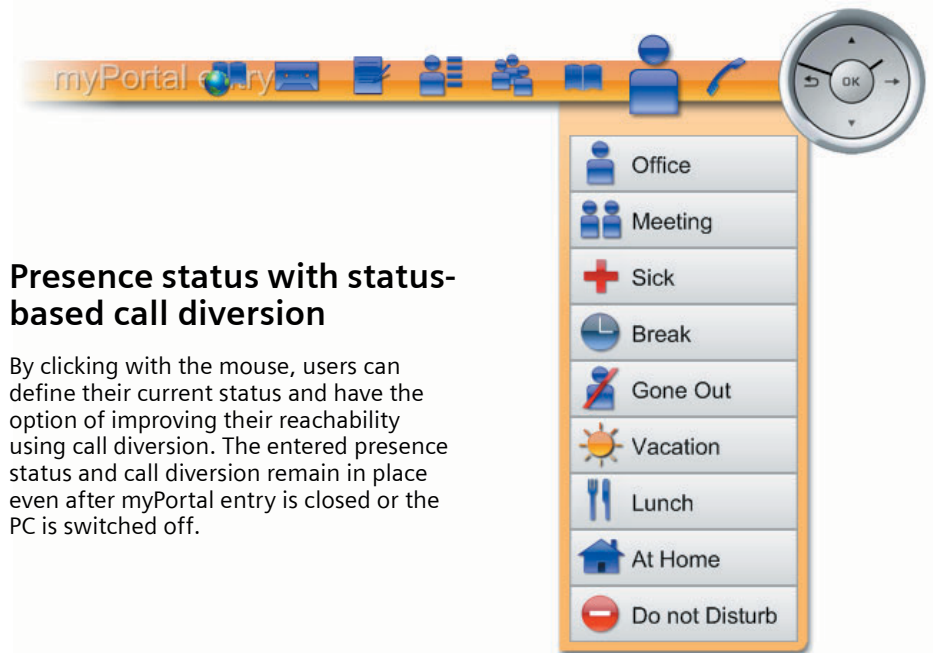 myPortal entry
OK
Office
Meeting
Sick
Break
Gone Out
Vacation
Lunch
At Home
Do not Disturb
Presence status with status-
based call diversion
By clicking with the mouse, users can
define their current status and have the
option of improving their reachability
using call diversion. The entered presence
status and call diversion remain in place
even after myPortal entry is closed or the
PC is switched off.